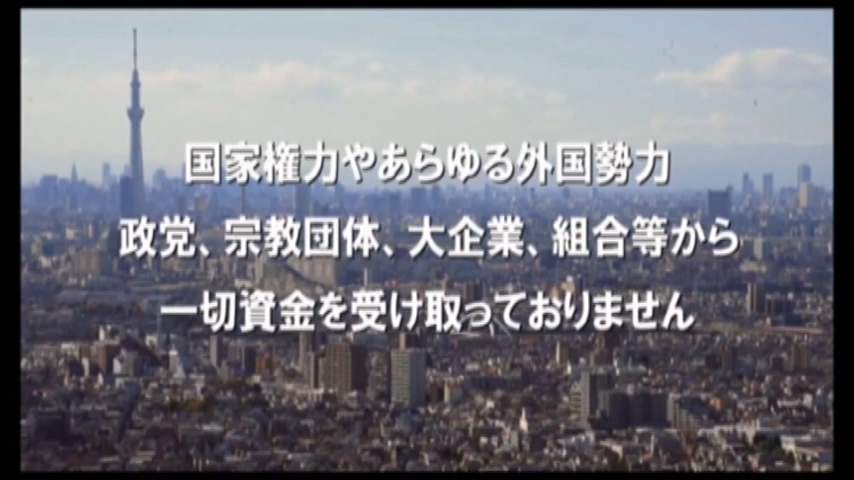 国家権力やあらゆる外国勢力
政党、宗教団体、大企業、組合等から
一切資金を受け取っておりません